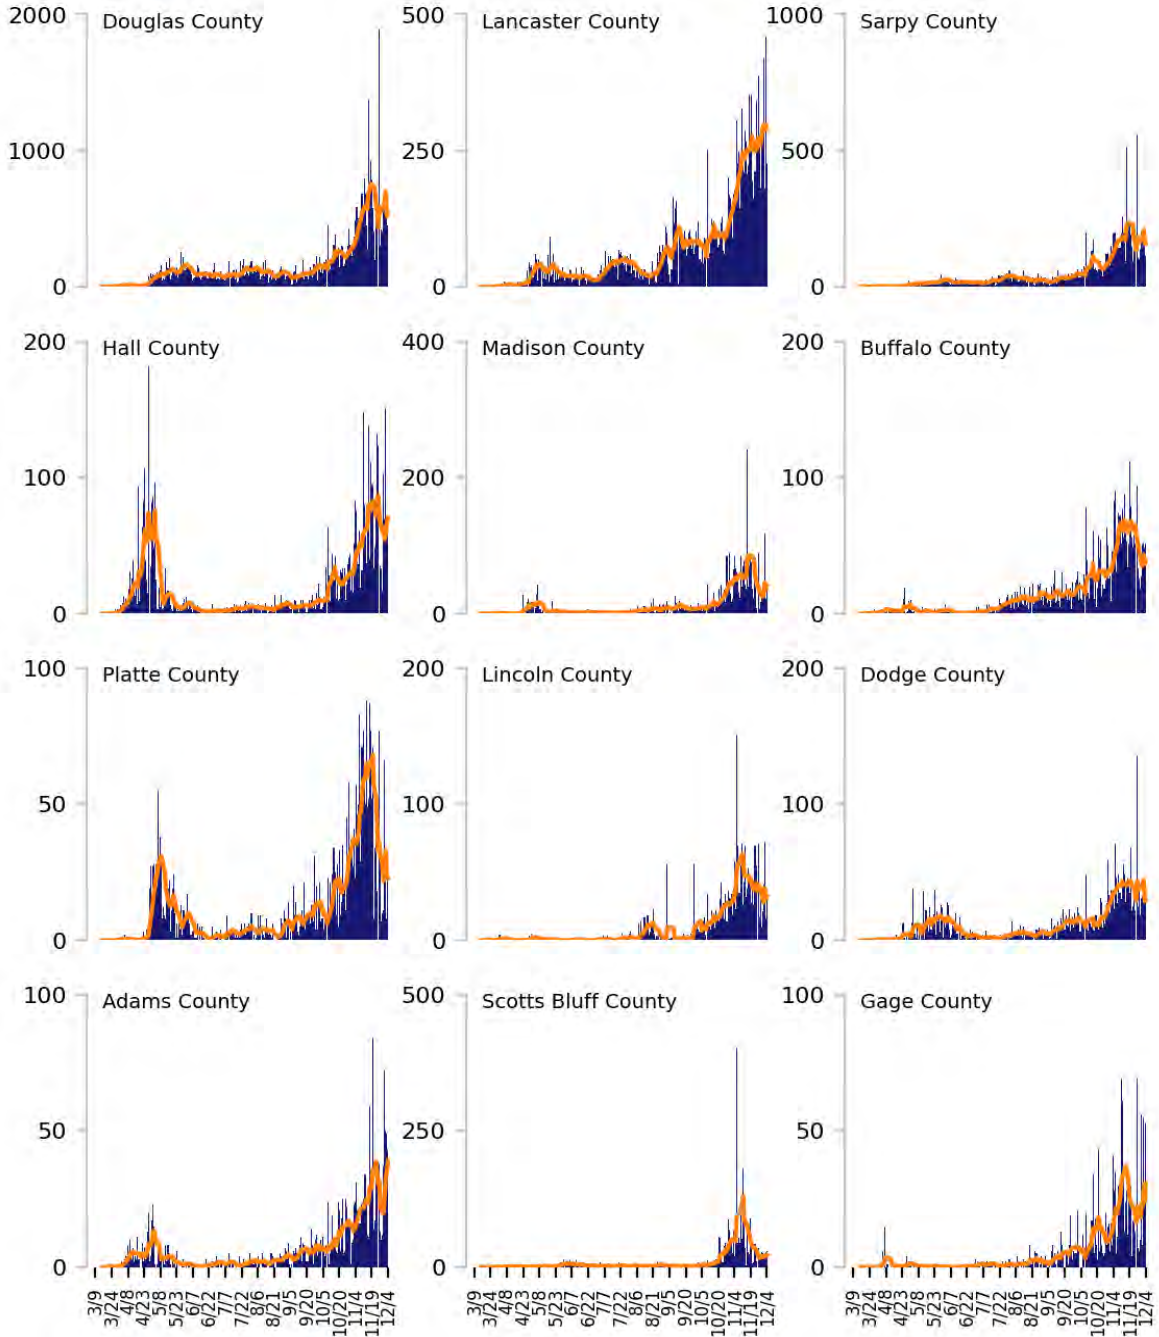 2000 Douglas County 500 Lancaster County 1000 Sarpy County
1000 250 500
0 0 0
200 Hall County 400 Madison County 200 Buffalo County
100 200 100
0 0 0
100 Platte County 200 Lincoln County 200 Dodge County
50 100 100
0 0 0
100 Adams County 500 Scotts Bluff County 100 Gage County
50 250 50
0 0 0
3/9 3/24 4/8 4/23 5/8 5/23 6/7 6/22 7/7 7/22 8/6 8/21 9/5 9/20 10/5 10/20 11/4 11/19 12/4 3/9 3/24 4/8 4/23 5/8 5/23 6/7 6/22 7/7 7/22 8/6 8/21 9/5 9/20 10/5 10/20 11/4 11/19 12/4 3/9 3/24 4/8 4/23 5/8 5/23 6/7 6/22 7/7 7/22 8/6 8/21 9/5 9/20 10/5 10/20 11/4 11/19 12/4